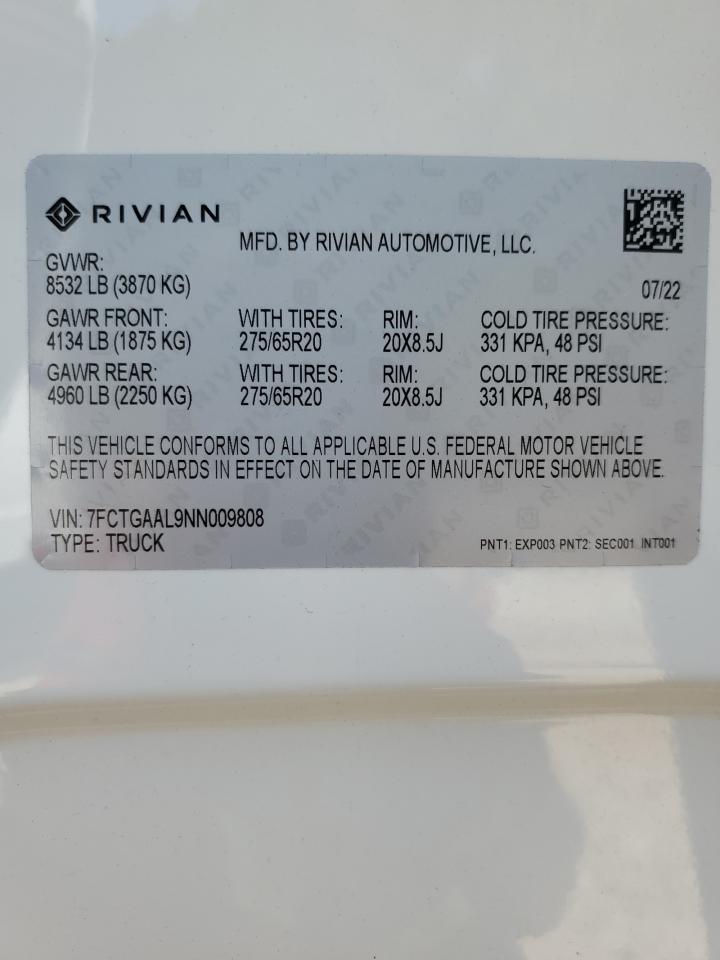 RIVIAN
MFD. BY RIVIAN AUTOMOTIVE, LLC.
GVWR:
8532 LB (3870 KG)
07/22
GAWR FRONT: WITH TIRES: RIM: COLD TIRE PRESSURE:
4134 LB (1875 KG) 275/65R20 20X8.5J 331 KPA, 48 PSI
GAWR REAR: WITH TIRES: RIM: COLD TIRE PRESSURE:
4960 LB (2250 KG) 275/65R20 20X8.5J 331 KPA, 48 PSI
THIS VEHICLE CONFORMS TO ALL APPLICABLE U.S. FEDERAL MOTOR VEHICLE
SAFETY STANDARDS IN EFFECT ON THE DATE OF MANUFACTURE SHOWN ABOVE.
VIN: 7FCTGAAL9NN009808
TYPE: TRUCK
PNT1: EXP003 PNT2: SEC001 INT001